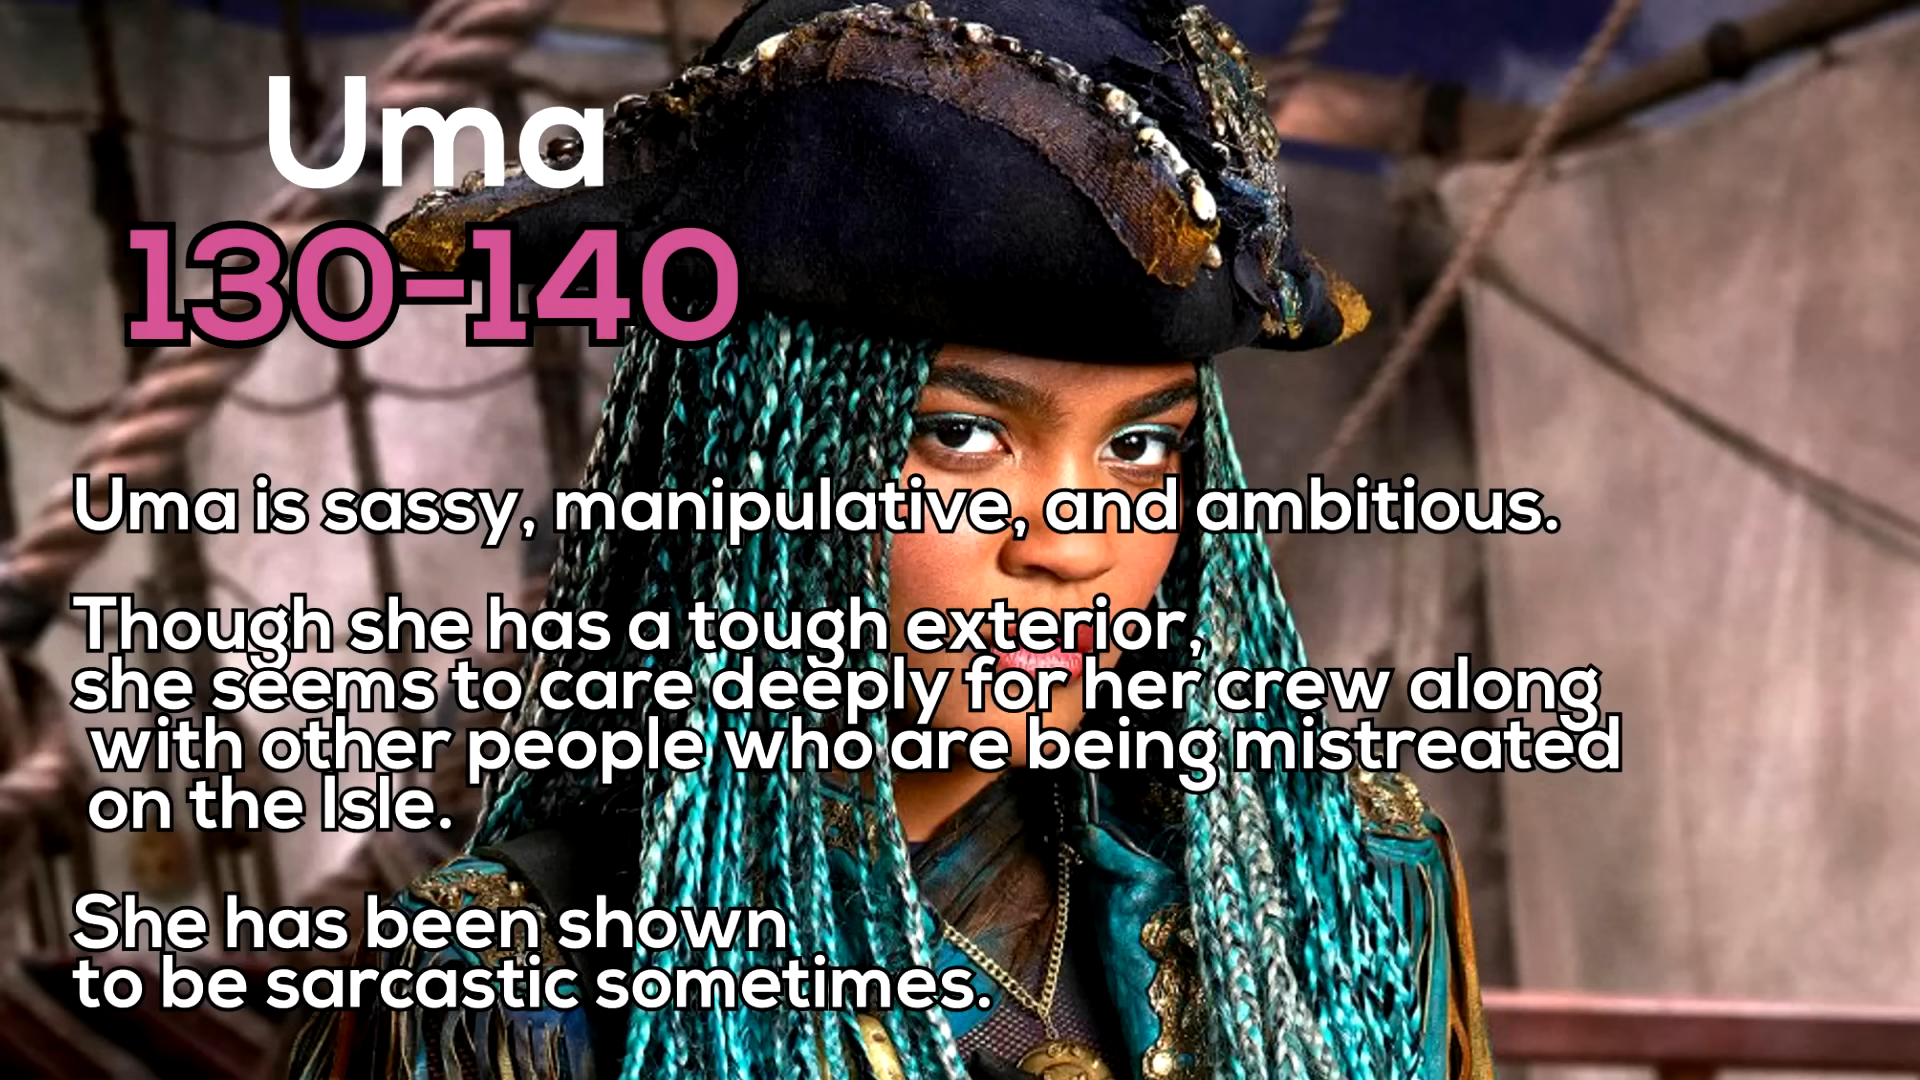 Uma
130-140
Uma is sassy, manipulative, and ambitious.
Though she has a tough exterior,
she seems to care deeply for her crew along
with other people who are being mistreated
on the Isle.
She has been shown
to be sarcastic sometimes.